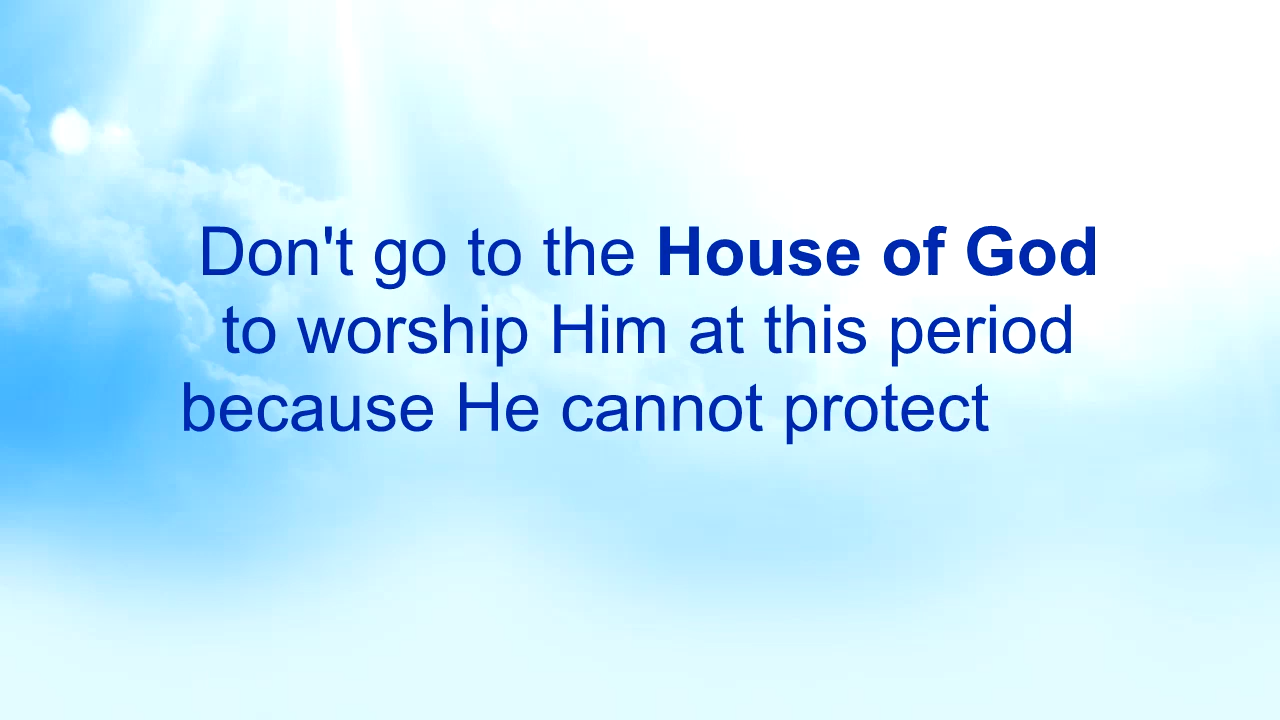 Don't go to the House of God
to worship Him at this period
because He cannot protect